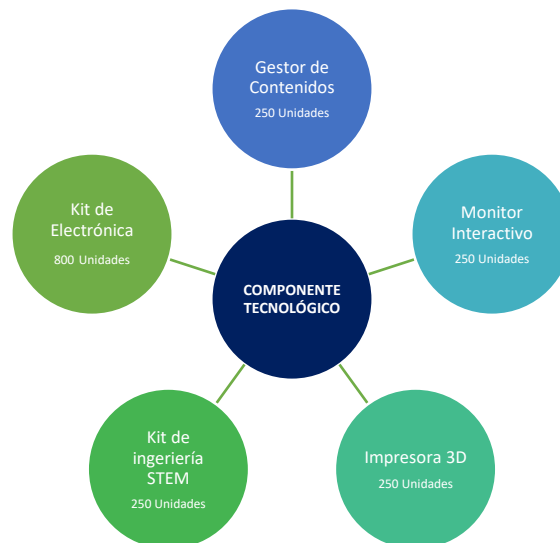 Gestor de
Contenidos
250 Unidades
Kit de
Electrónica
800 Unidades
Monitor
Interactivo
250 Unidades
COMPONENTE
TECNOLÓGICO
Kit de
ingeriería
STEM
250 Unidades
Impresora 3D
250 Unidades